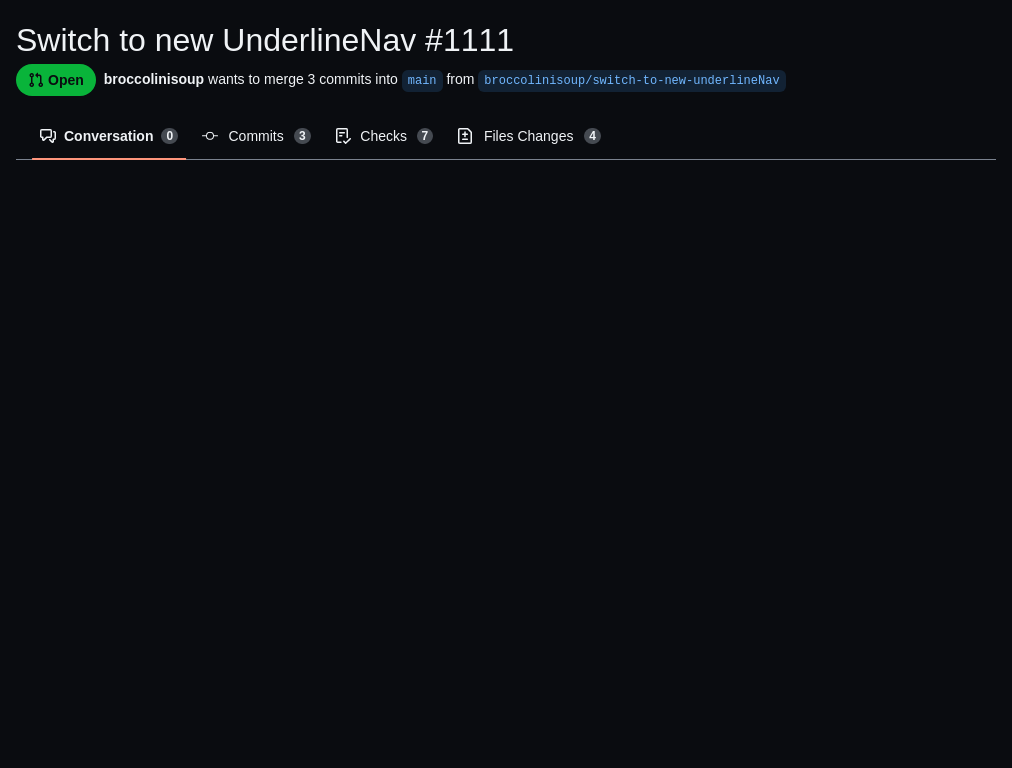 Switch to new UnderlineNav #1111
Open broccolinisoup wants to merge 3 commits into main from broccolinisoup/switch-to-new-underlineNav
Conversation 0 Commits 3 Checks 7 Files Changes 4